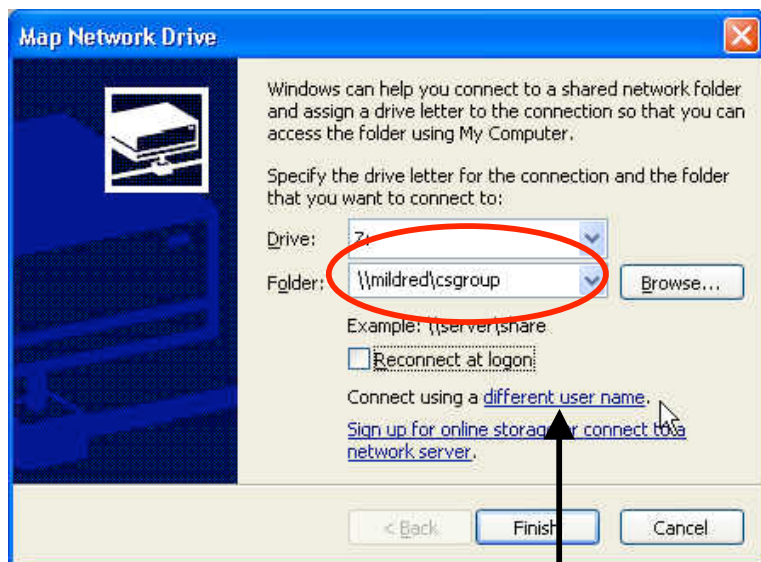 Map Network Drive
Windows can help you connect to a shared network folder
and assign a drive letter to the connection so that you can
access the folder using My Computer.
Specify the drive letter for the connection and the folder
that you want to connect to:
Drive: Z:
Folder: \\mildred\csgroup Browse...
Example: \\server\share
Reconnect at logon
Connect using a different user name.
Sign up for online storage or connect to a
network server.
< Back Finish Cancel